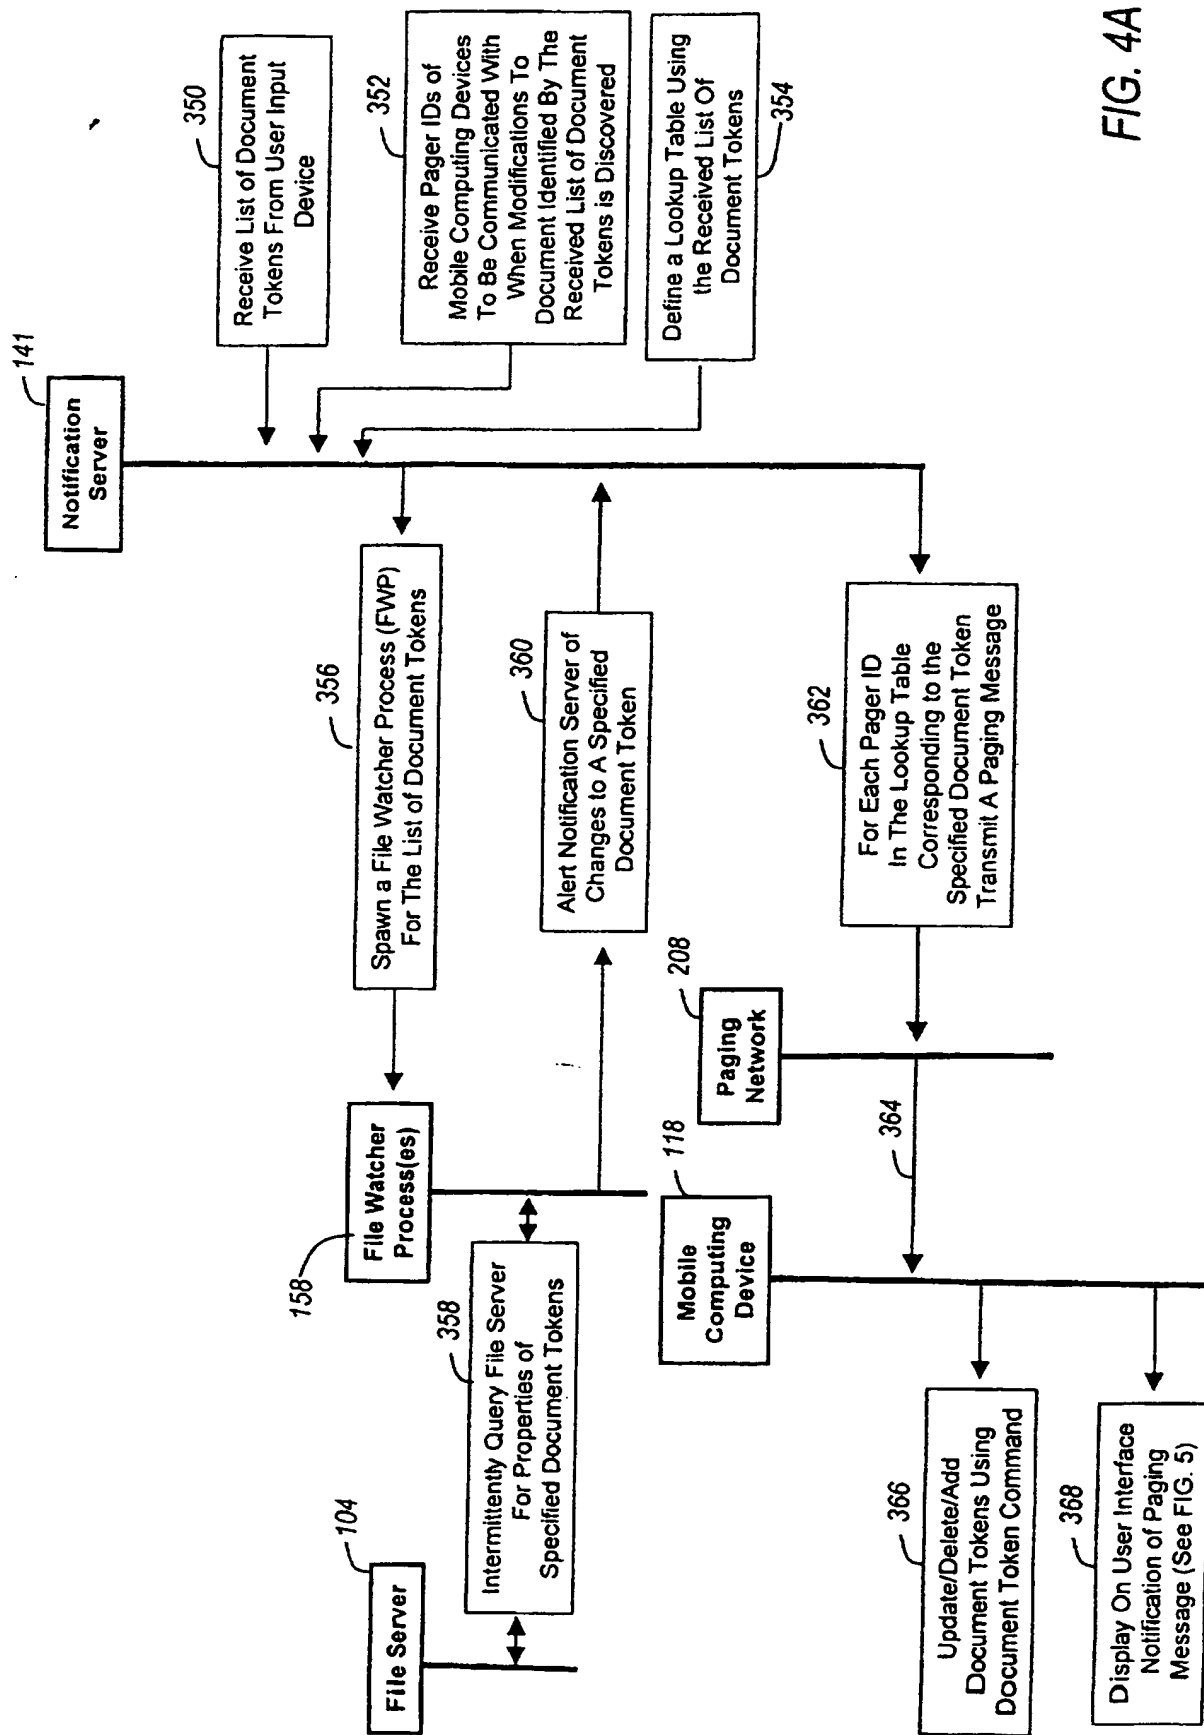 141
Notification
Server
350
Receive List of Document
Tokens From User Input
Device
352
Receive Pager IDs of
Mobile Computing Devices
To Be Communicated With
When Modifications To
Document Identified By The
Received List of Document
Tokens is Discovered
Define a Lookup Table Using
the Received List Of
Document Tokens
354
356
Spawn a File Watcher Process (FWP)
For The List of Document Tokens
158
File Watcher
Process(es)
104
File Server
358
Intermittently Query File Server
For Properties of
Specified Document Tokens
360
Alert Notification Server of
Changes to A Specified
Document Token
362
For Each Pager ID
In The Lookup Table
Corresponding to the
Specified Document Token
Transmit A Paging Message
208
Paging
Network
364
118
Mobile
Computing
Device
366
Update/Delete/Add
Document Tokens Using
Document Token Command
368
Display On User Interface
Notification of Paging
Message (See FIG. 5)
FIG. 4A